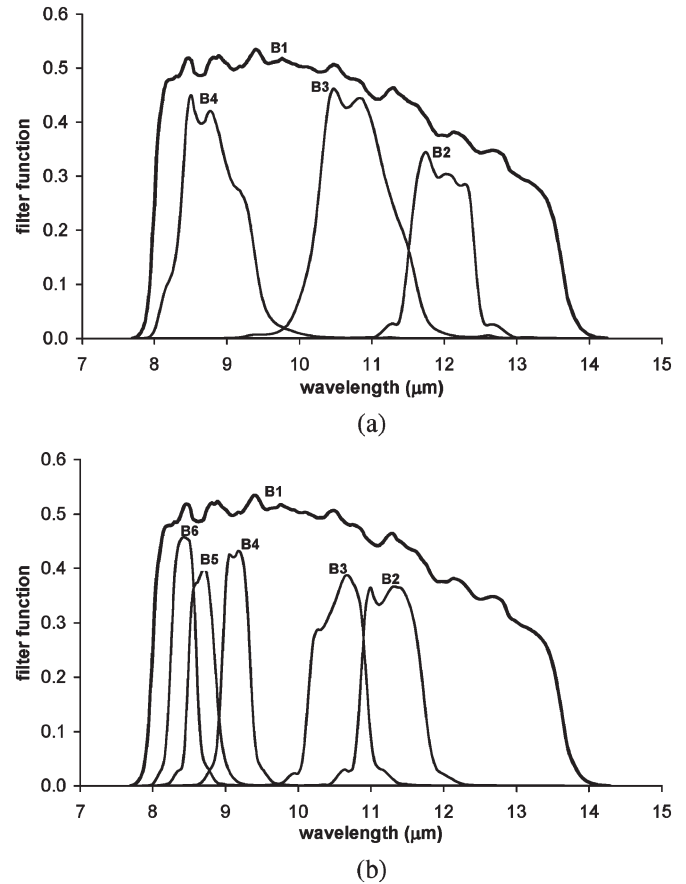 0.6
0.5
0.4
0.3
0.2
0.1
0.0
filter function
B1
B3
B4
B2
7 8 9 10 11 12 13 14 15
wavelength (μm)
(a)
0.6
0.5
0.4
0.3
0.2
0.1
0.0
filter function
B1
B6
B4
B5
B3
B2
7 8 9 10 11 12 13 14 15
wavelength (μm)
(b)